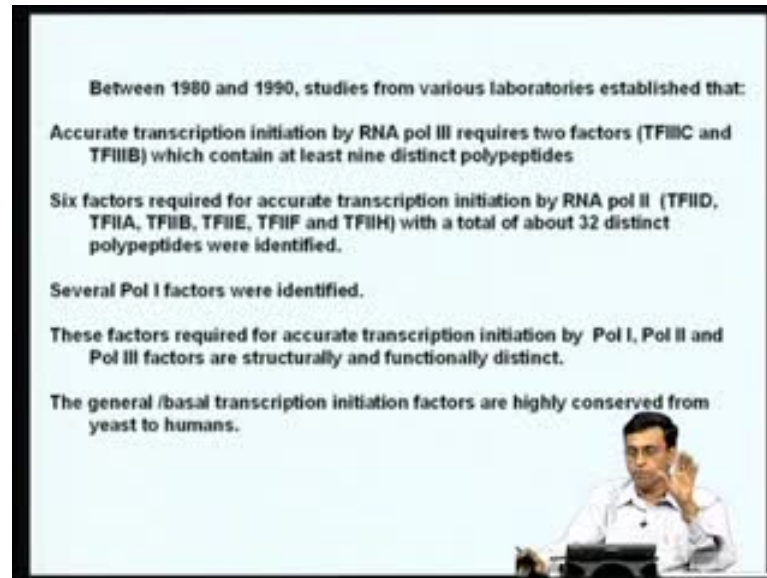 Between 1980 and 1990, studies from various laboratories established that:
Accurate transcription initiation by RNA pol III requires two factors (TFIIIC and
TFIIIB) which contain at least nine distinct polypeptides
Six factors required for accurate transcription initiation by RNA pol II (TFIID,
TFIIA, TFIIB, TFIIE, TFIIF and TFIIH) with a total of about 32 distinct
polypeptides were identified.
Several Pol I factors were identified.
These factors required for accurate transcription initiation by Pol I, Pol II and
Pol III factors are structurally and functionally distinct.
The general /basal transcription initiation factors are highly conserved from
yeast to humans.